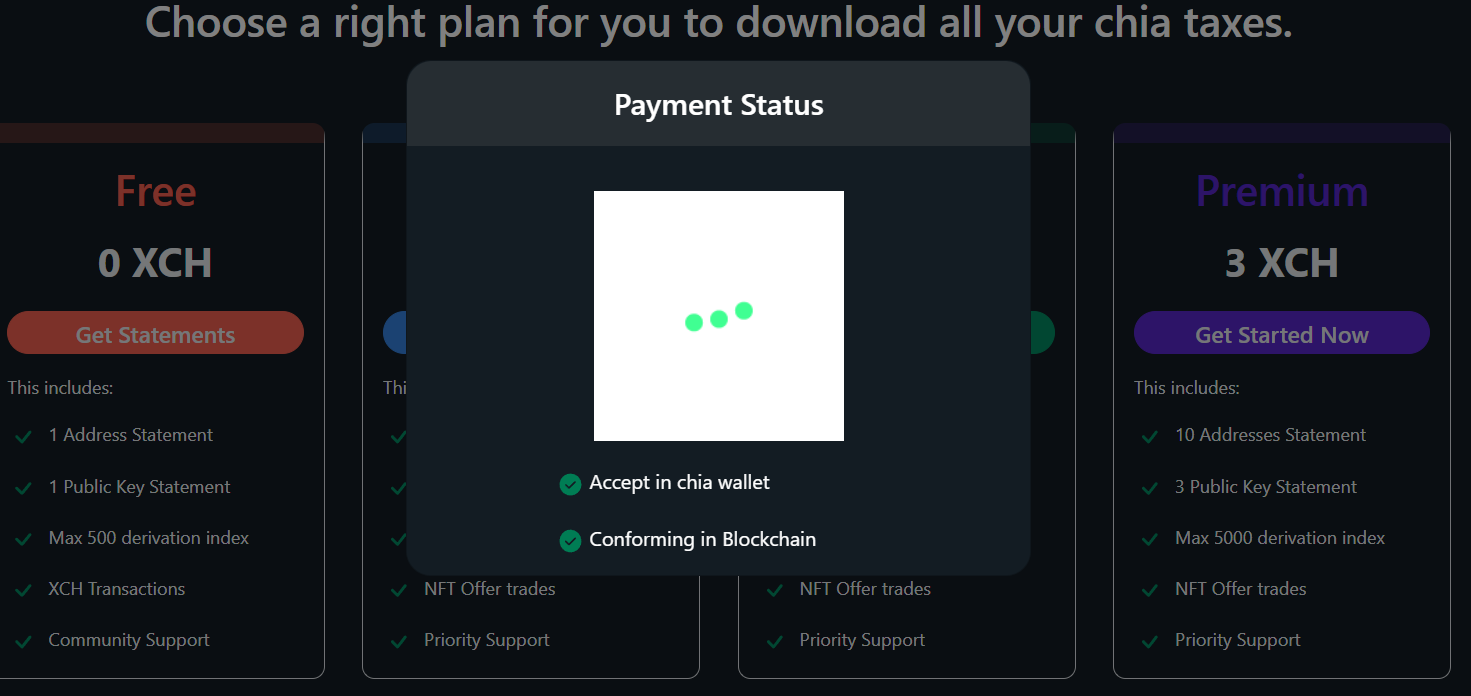 Choose a right plan for you to download all your chia taxes.
Payment Status
Accept in chia wallet
Conforming in Blockchain
Free
0 XCH
Get Statements
This includes:
1 Address Statement
1 Public Key Statement
Max 500 derivation index
XCH Transactions
Community Support
Thi
NFT Offer trades
Priority Support
NFT Offer trades
Priority Support
Premium
3 XCH
Get Started Now
This includes:
10 Addresses Statement
3 Public Key Statement
Max 5000 derivation index
NFT Offer trades
Priority Support